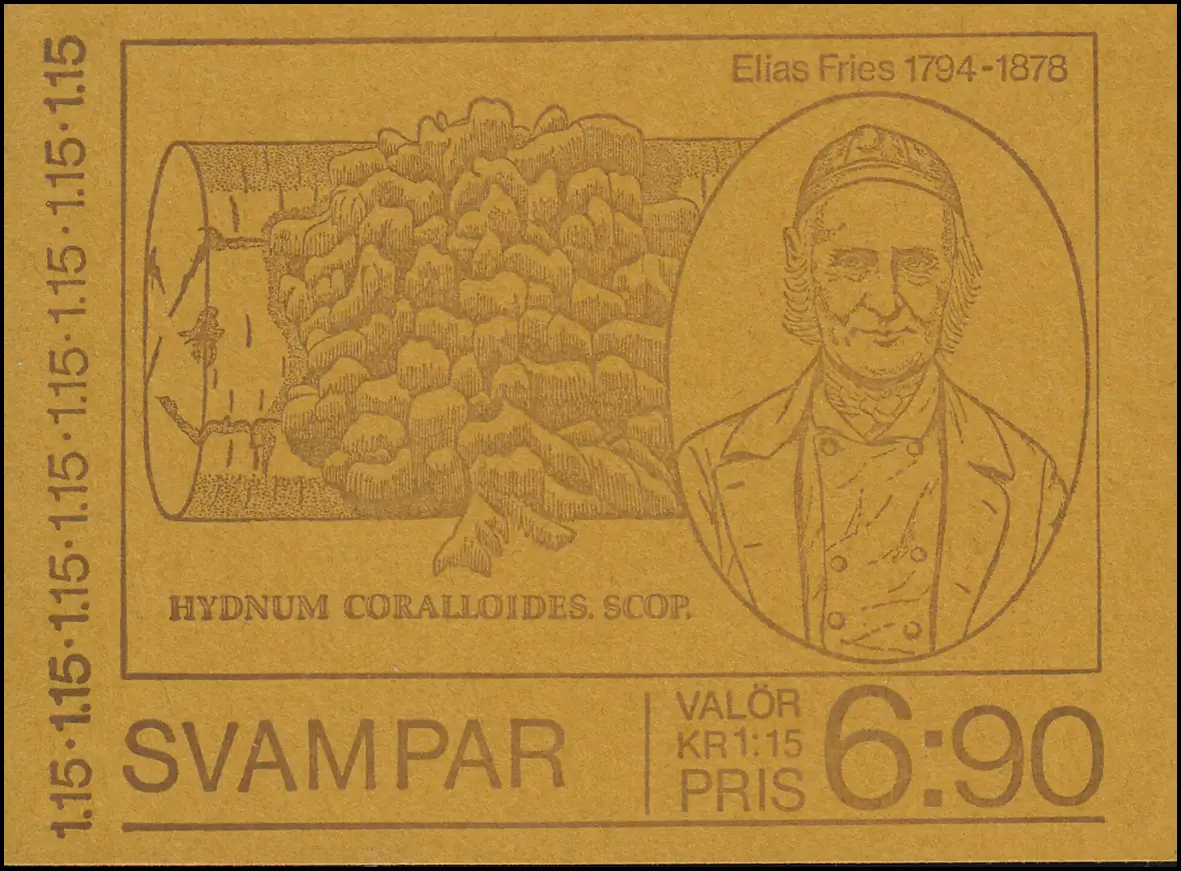 1.15·1.15·1.15·1.15·1.15·1.15·1.15·1.15
Elias Fries 1794-1878
HYDNUM CORALLOIDES. SCOP.
SVAMPAR
VALÖR
KR 1:15
PRIS
6:90